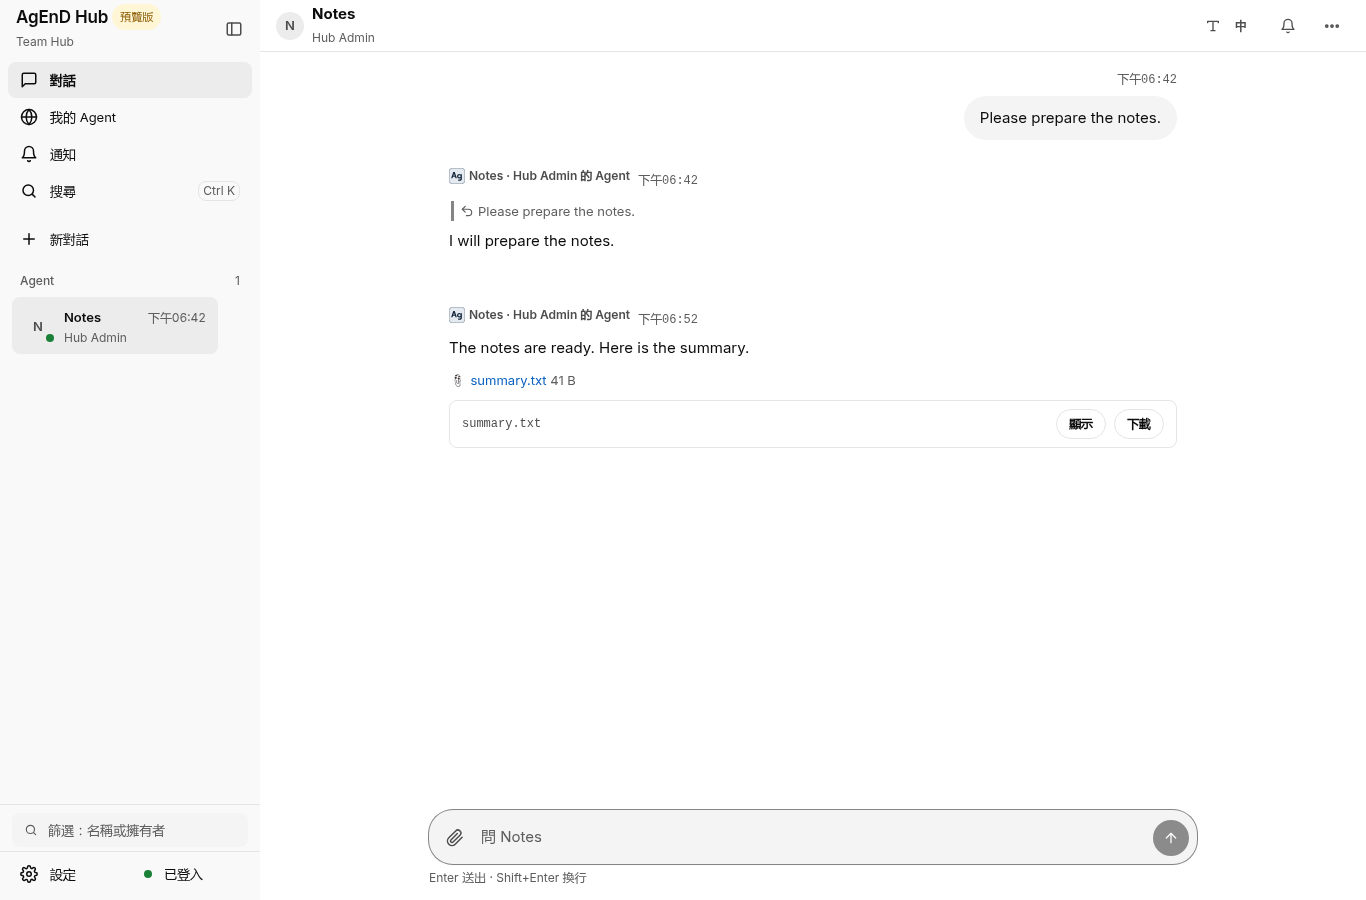 AgEnD Hub 預覽版
Team Hub
對話
我的 Agent
通知
搜尋 Ctrl K
新對話
Agent 1
N Notes 下午06:42
Hub Admin
篩選：名稱或擁有者
設定 已登入
N Notes
Hub Admin
中
下午06:42
Please prepare the notes.
Ag Notes · Hub Admin 的 Agent 下午06:42
Please prepare the notes.
I will prepare the notes.
Ag Notes · Hub Admin 的 Agent 下午06:52
The notes are ready. Here is the summary.
summary.txt 41 B
summary.txt 顯示 下載
問 Notes
Enter 送出 · Shift+Enter 換行